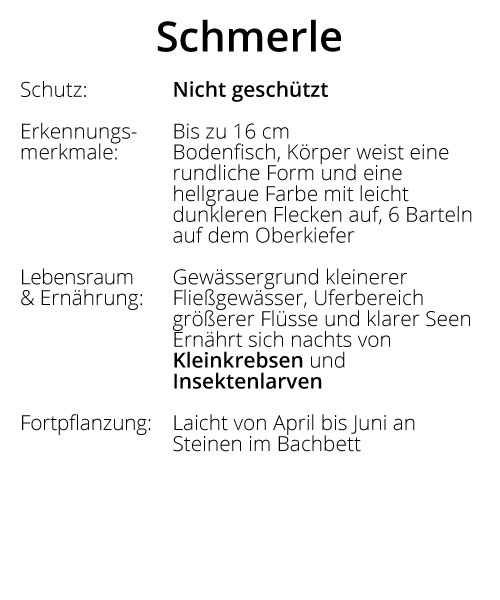 Schmerle
Schutz: Nicht geschützt
Erkennungs- Bis zu 16 cm
merkmale: Bodenfisch, Körper weist eine
rundliche Form und eine
hellgraue Farbe mit leicht
dunkleren Flecken auf, 6 Barteln
auf dem Oberkiefer
Lebensraum Gewässergrund kleinerer
& Ernährung: Fließgewässer, Uferbereich
größerer Flüsse und klarer Seen
Ernährt sich nachts von
Kleinkrebsen und
Insektenlarven
Fortpflanzung: Laicht von April bis Juni an
Steinen im Bachbett